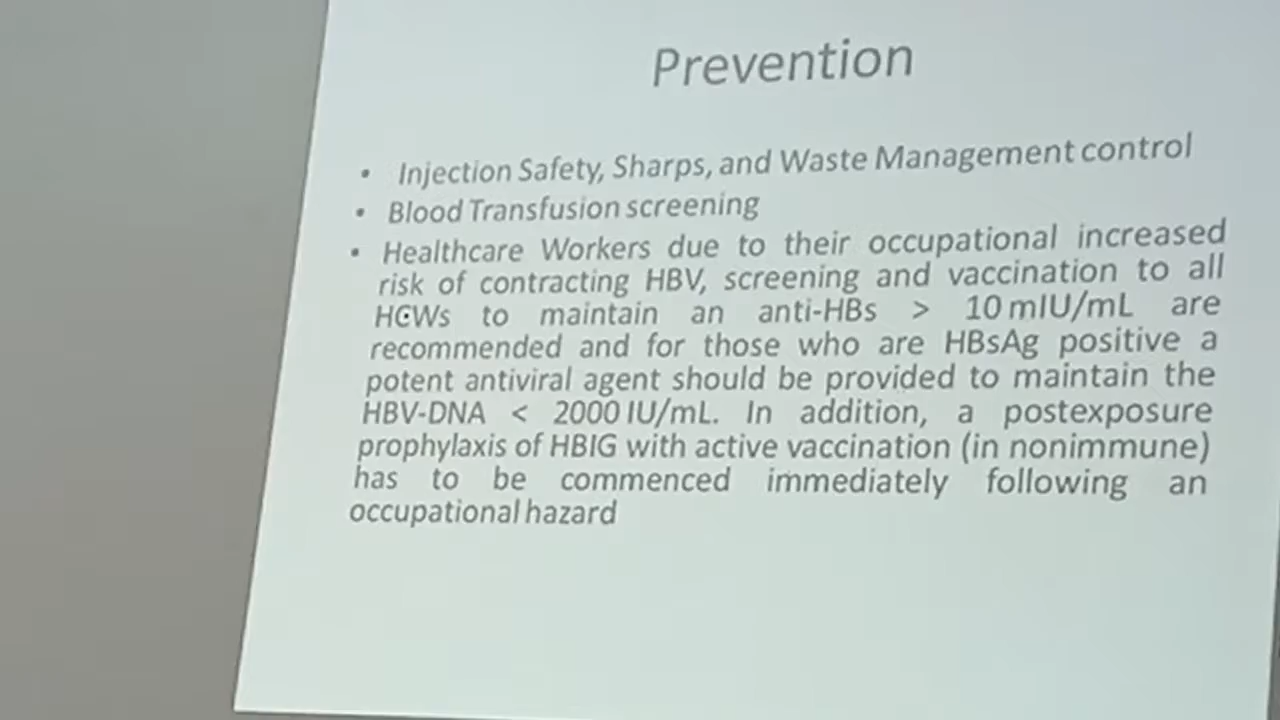 Prevention
• Injection Safety, Sharps, and Waste Management control
• Blood Transfusion screening
• Healthcare Workers due to their occupational increased
risk of contracting HBV, screening and vaccination to all
HCWs to maintain an anti-HBs > 10 mIU/mL are
recommended and for those who are HBsAg positive a
potent antiviral agent should be provided to maintain the
HBV-DNA < 2000 IU/mL. In addition, a postexposure
prophylaxis of HBIG with active vaccination (in nonimmune)
has to be commenced immediately following an
occupational hazard